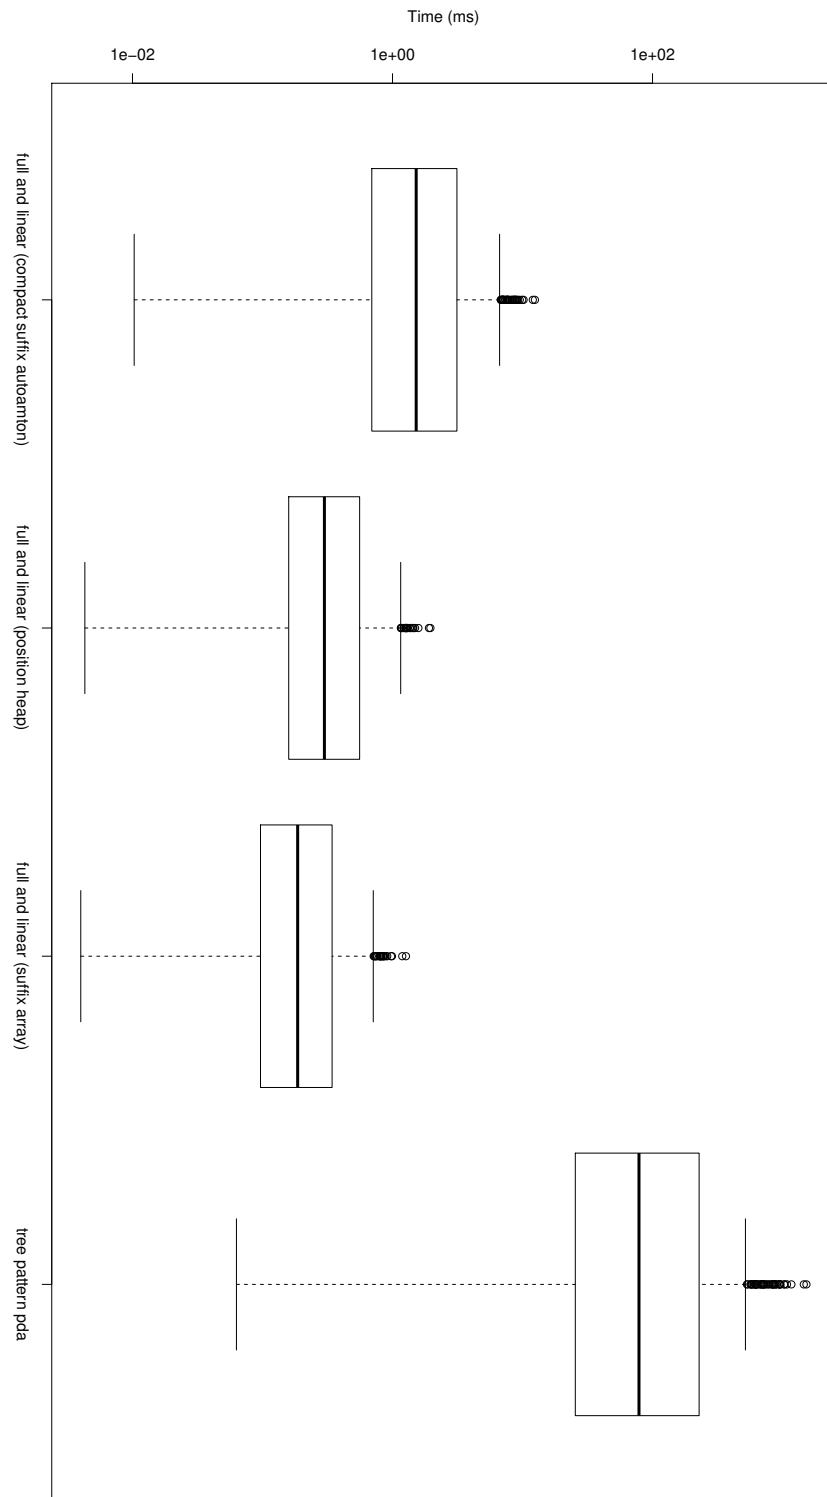 Time (ms)
1e−02
1e+00
1e+02
full and linear (compact suffix autoamton)
full and linear (position heap)
full and linear (suffix array)
tree pattern pda